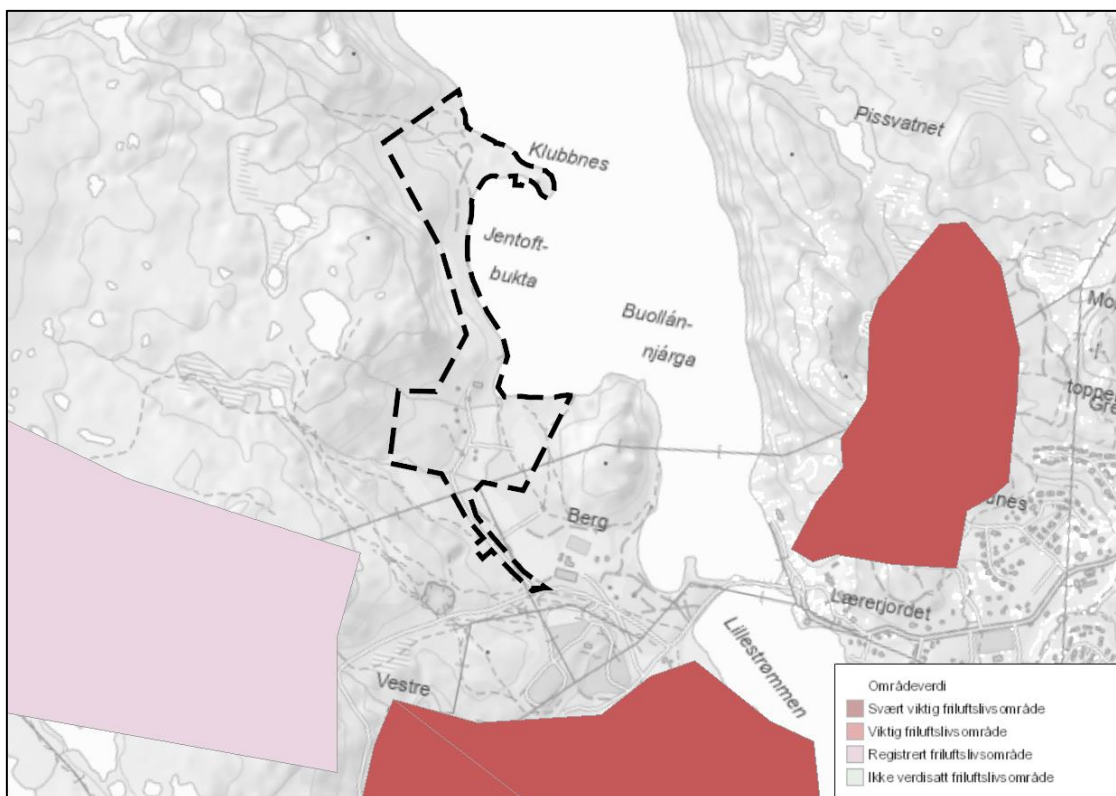 Pissvatnet
Klubbnes
Jentoft-
bukta
Buollán-
njárga
Berg
Lærerjordet
Vestre
Lillestrømmen
Områdeverdi
Svært viktig friluftslivsområde
Viktig friluftslivsområde
Registrert friluftslivsområde
Ikke verdisatt friluftslivsområde